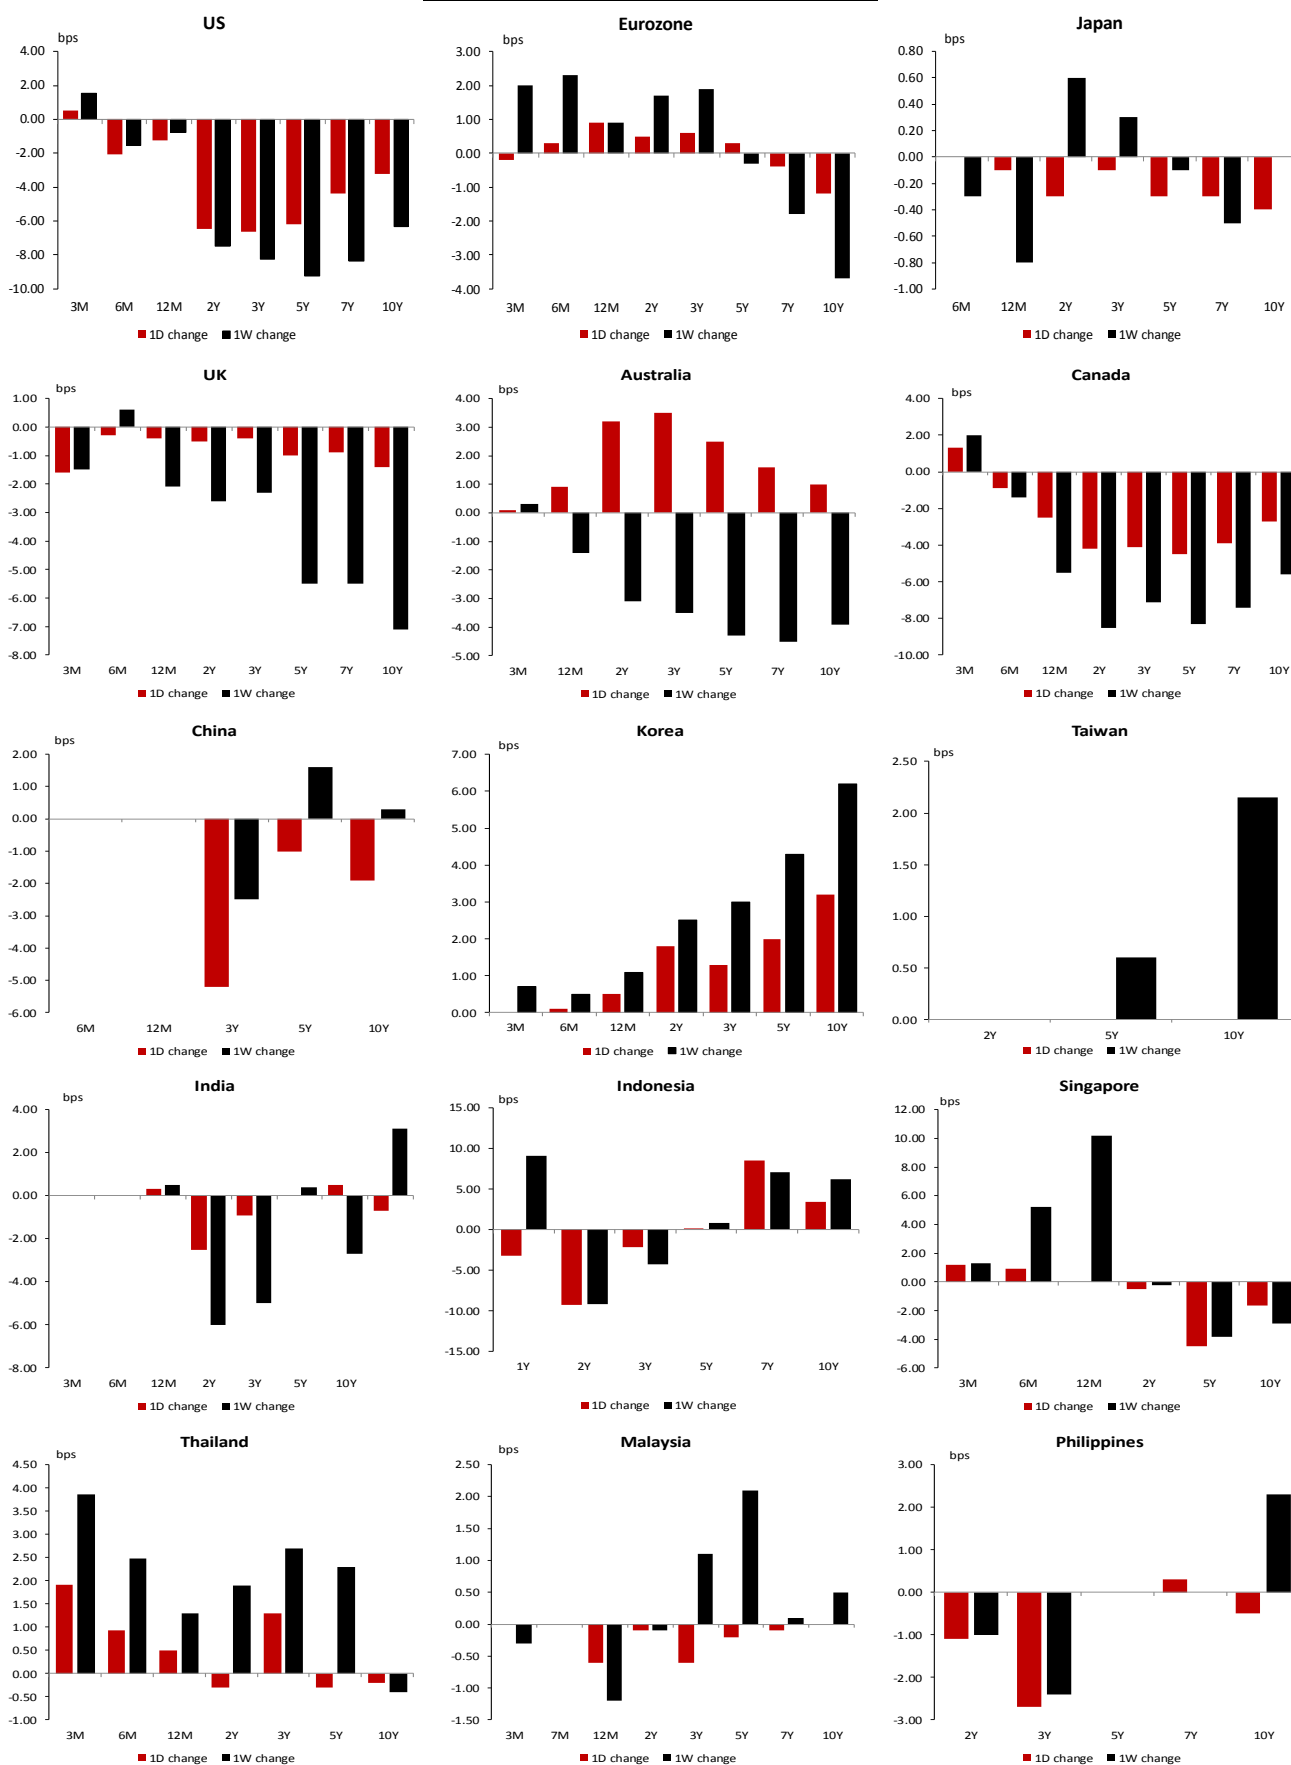 US
bps
4.00
2.00
0.00
-2.00
-4.00
-6.00
-8.00
-10.00
3M 6M 12M 2Y 3Y 5Y 7Y 10Y
1D change 1W change
Eurozone
bps
3.00
2.00
1.00
0.00
-1.00
-2.00
-3.00
-4.00
3M 6M 12M 2Y 3Y 5Y 7Y 10Y
1D change 1W change
Japan
bps
0.80
0.60
0.40
0.20
0.00
-0.20
-0.40
-0.60
-0.80
-1.00
6M 12M 2Y 3Y 5Y 7Y 10Y
1D change 1W change
UK
bps
1.00
0.00
-1.00
-2.00
-3.00
-4.00
-5.00
-6.00
-7.00
-8.00
3M 6M 12M 2Y 3Y 5Y 7Y 10Y
1D change 1W change
Australia
bps
4.00
3.00
2.00
1.00
0.00
-1.00
-2.00
-3.00
-4.00
-5.00
3M 12M 2Y 3Y 5Y 7Y 10Y
1D change 1W change
Canada
bps
4.00
2.00
0.00
-2.00
-4.00
-6.00
-8.00
-10.00
3M 6M 12M 2Y 3Y 5Y 7Y 10Y
1D change 1W change
China
bps
2.00
1.00
0.00
-1.00
-2.00
-3.00
-4.00
-5.00
-6.00
6M 12M 3Y 5Y 10Y
1D change 1W change
Korea
bps
7.00
6.00
5.00
4.00
3.00
2.00
1.00
0.00
3M 6M 12M 2Y 3Y 5Y 10Y
1D change 1W change
Taiwan
2.50
2.00
1.50
1.00
0.50
0.00
2Y 5Y 10Y
1D change 1W change
India
bps
4.00
2.00
0.00
-2.00
-4.00
-6.00
-8.00
3M 6M 12M 2Y 3Y 5Y 10Y
1D change 1W change
Indonesia
bps
15.00
10.00
5.00
0.00
-5.00
-10.00
-15.00
1Y 2Y 3Y 5Y 7Y 10Y
1D change 1W change
Singapore
bps
12.00
10.00
8.00
6.00
4.00
2.00
0.00
-2.00
-4.00
-6.00
3M 6M 12M 2Y 5Y 10Y
1D change 1W change
Thailand
bps
4.50
4.00
3.50
3.00
2.50
2.00
1.50
1.00
0.50
0.00
-0.50
-1.00
3M 6M 12M 2Y 3Y 5Y 10Y
1D change 1W change
Malaysia
bps
2.50
2.00
1.50
1.00
0.50
0.00
-0.50
-1.00
-1.50
3M 7M 12M 2Y 3Y 5Y 7Y 10Y
1D change 1W change
Philippines
bps
3.00
2.00
1.00
0.00
-1.00
-2.00
-3.00
2Y 3Y 5Y 7Y 10Y
1D change 1W change